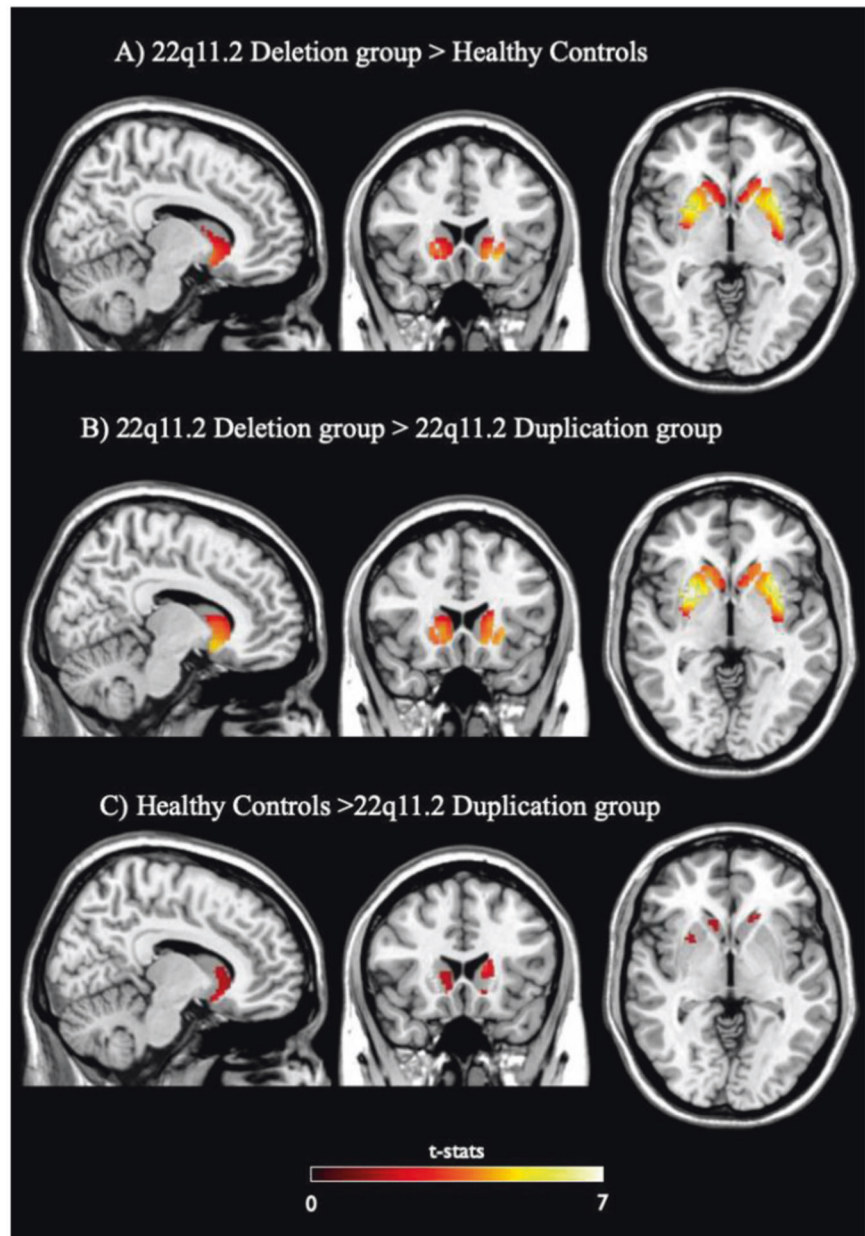 A) 22q11.2 Deletion group > Healthy Controls
B) 22q11.2 Deletion group > 22q11.2 Duplication group
C) Healthy Controls >22q11.2 Duplication group
t-stats
0 7